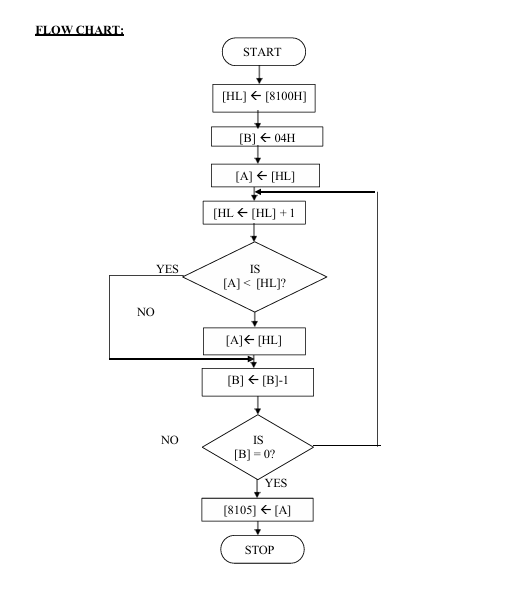 FLOW CHART:
START
[HL] ← [8100H]
[B] ← 04H
[A] ← [HL]
[HL ← [HL] + 1
YES
IS
[A] < [HL]?
NO
[A]← [HL]
[B] ← [B]-1
NO
IS
[B] = 0?
YES
[8105] ← [A]
STOP